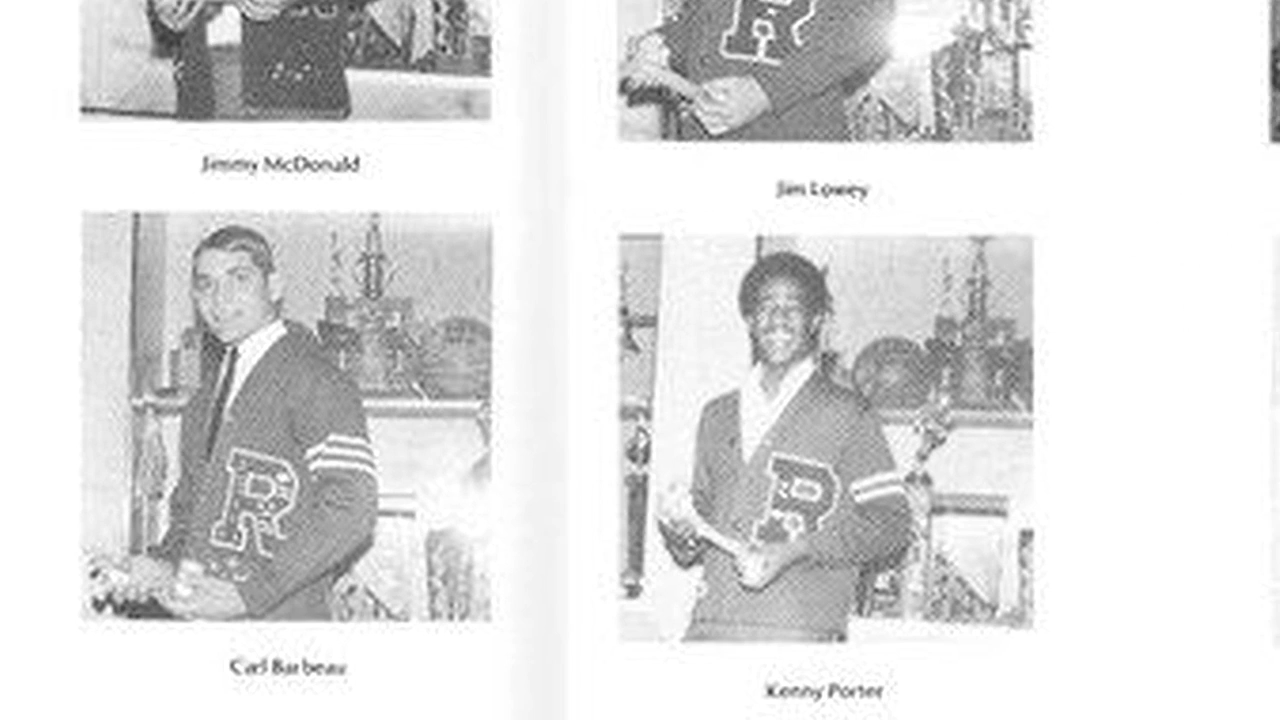 R
Jimmy McDonald
Jim Lowey
R
R
Carl Barbeau
Kenny Porter